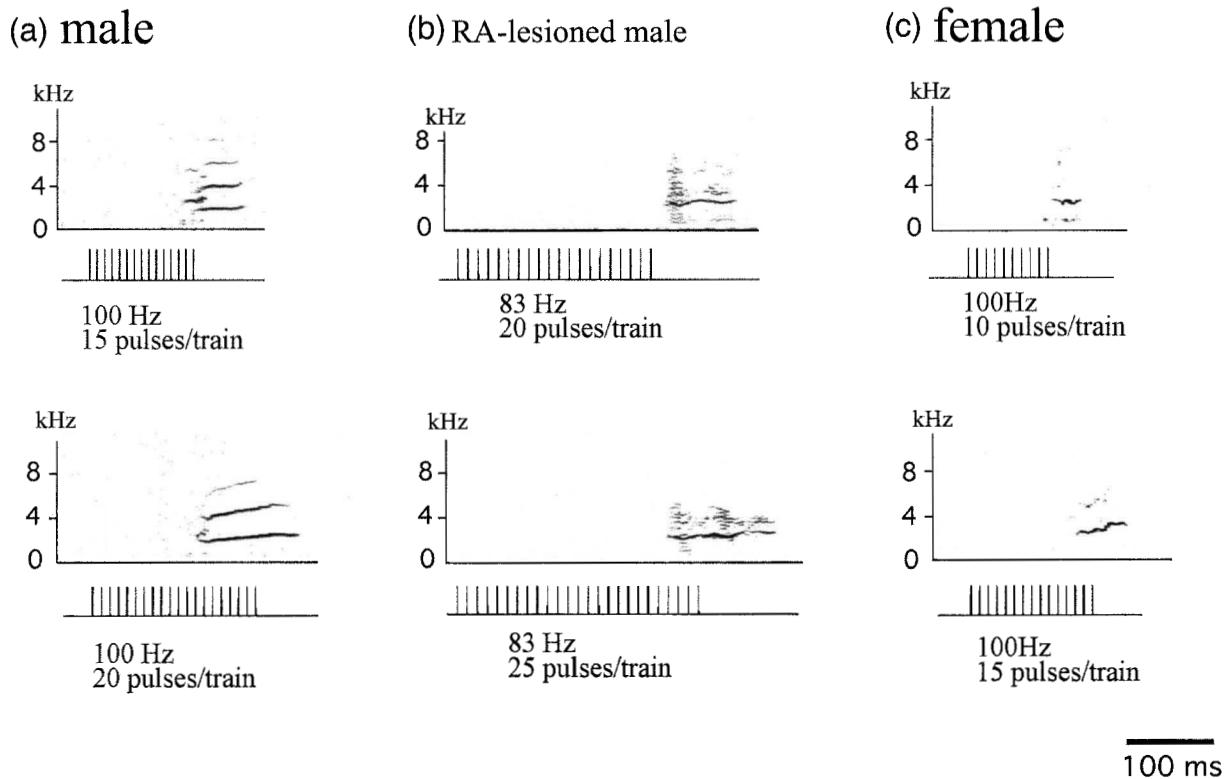 (a) male
(b) RA-lesioned male
(c) female
kHz
8
4
0
100 Hz
15 pulses/train
kHz
8
4
0
83 Hz
20 pulses/train
kHz
8
4
0
100Hz
10 pulses/train
kHz
8
4
0
100 Hz
20 pulses/train
kHz
8
4
0
83 Hz
25 pulses/train
kHz
8
4
0
100Hz
15 pulses/train
100 ms